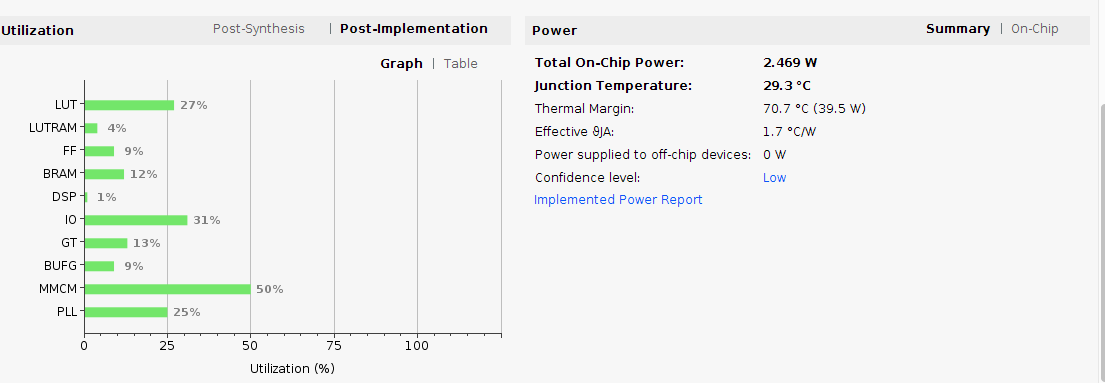 Utilization
Post-Synthesis | Post-Implementation
Graph | Table
LUT 27%
LUTRAM 4%
FF 9%
BRAM 12%
DSP 1%
IO 31%
GT 13%
BUFG 9%
MMCM 50%
PLL 25%
0 25 50 75 100
Utilization (%)
Power
Summary | On-Chip
Total On-Chip Power: 2.469 W
Junction Temperature: 29.3 °C
Thermal Margin: 70.7 °C (39.5 W)
Effective ϑJA: 1.7 °C/W
Power supplied to off-chip devices: 0 W
Confidence level: Low
Implemented Power Report